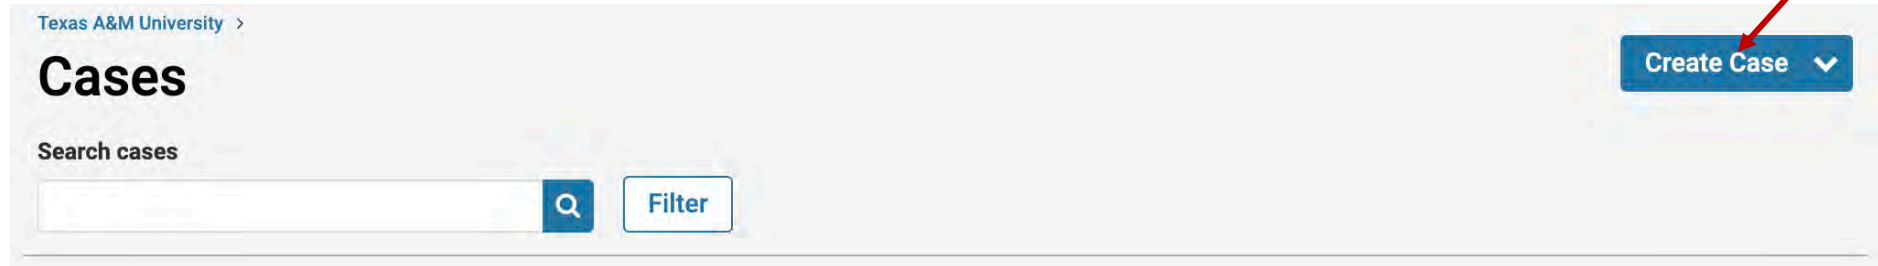 Texas A&M University >
Cases
Create Case
Search cases
Filter